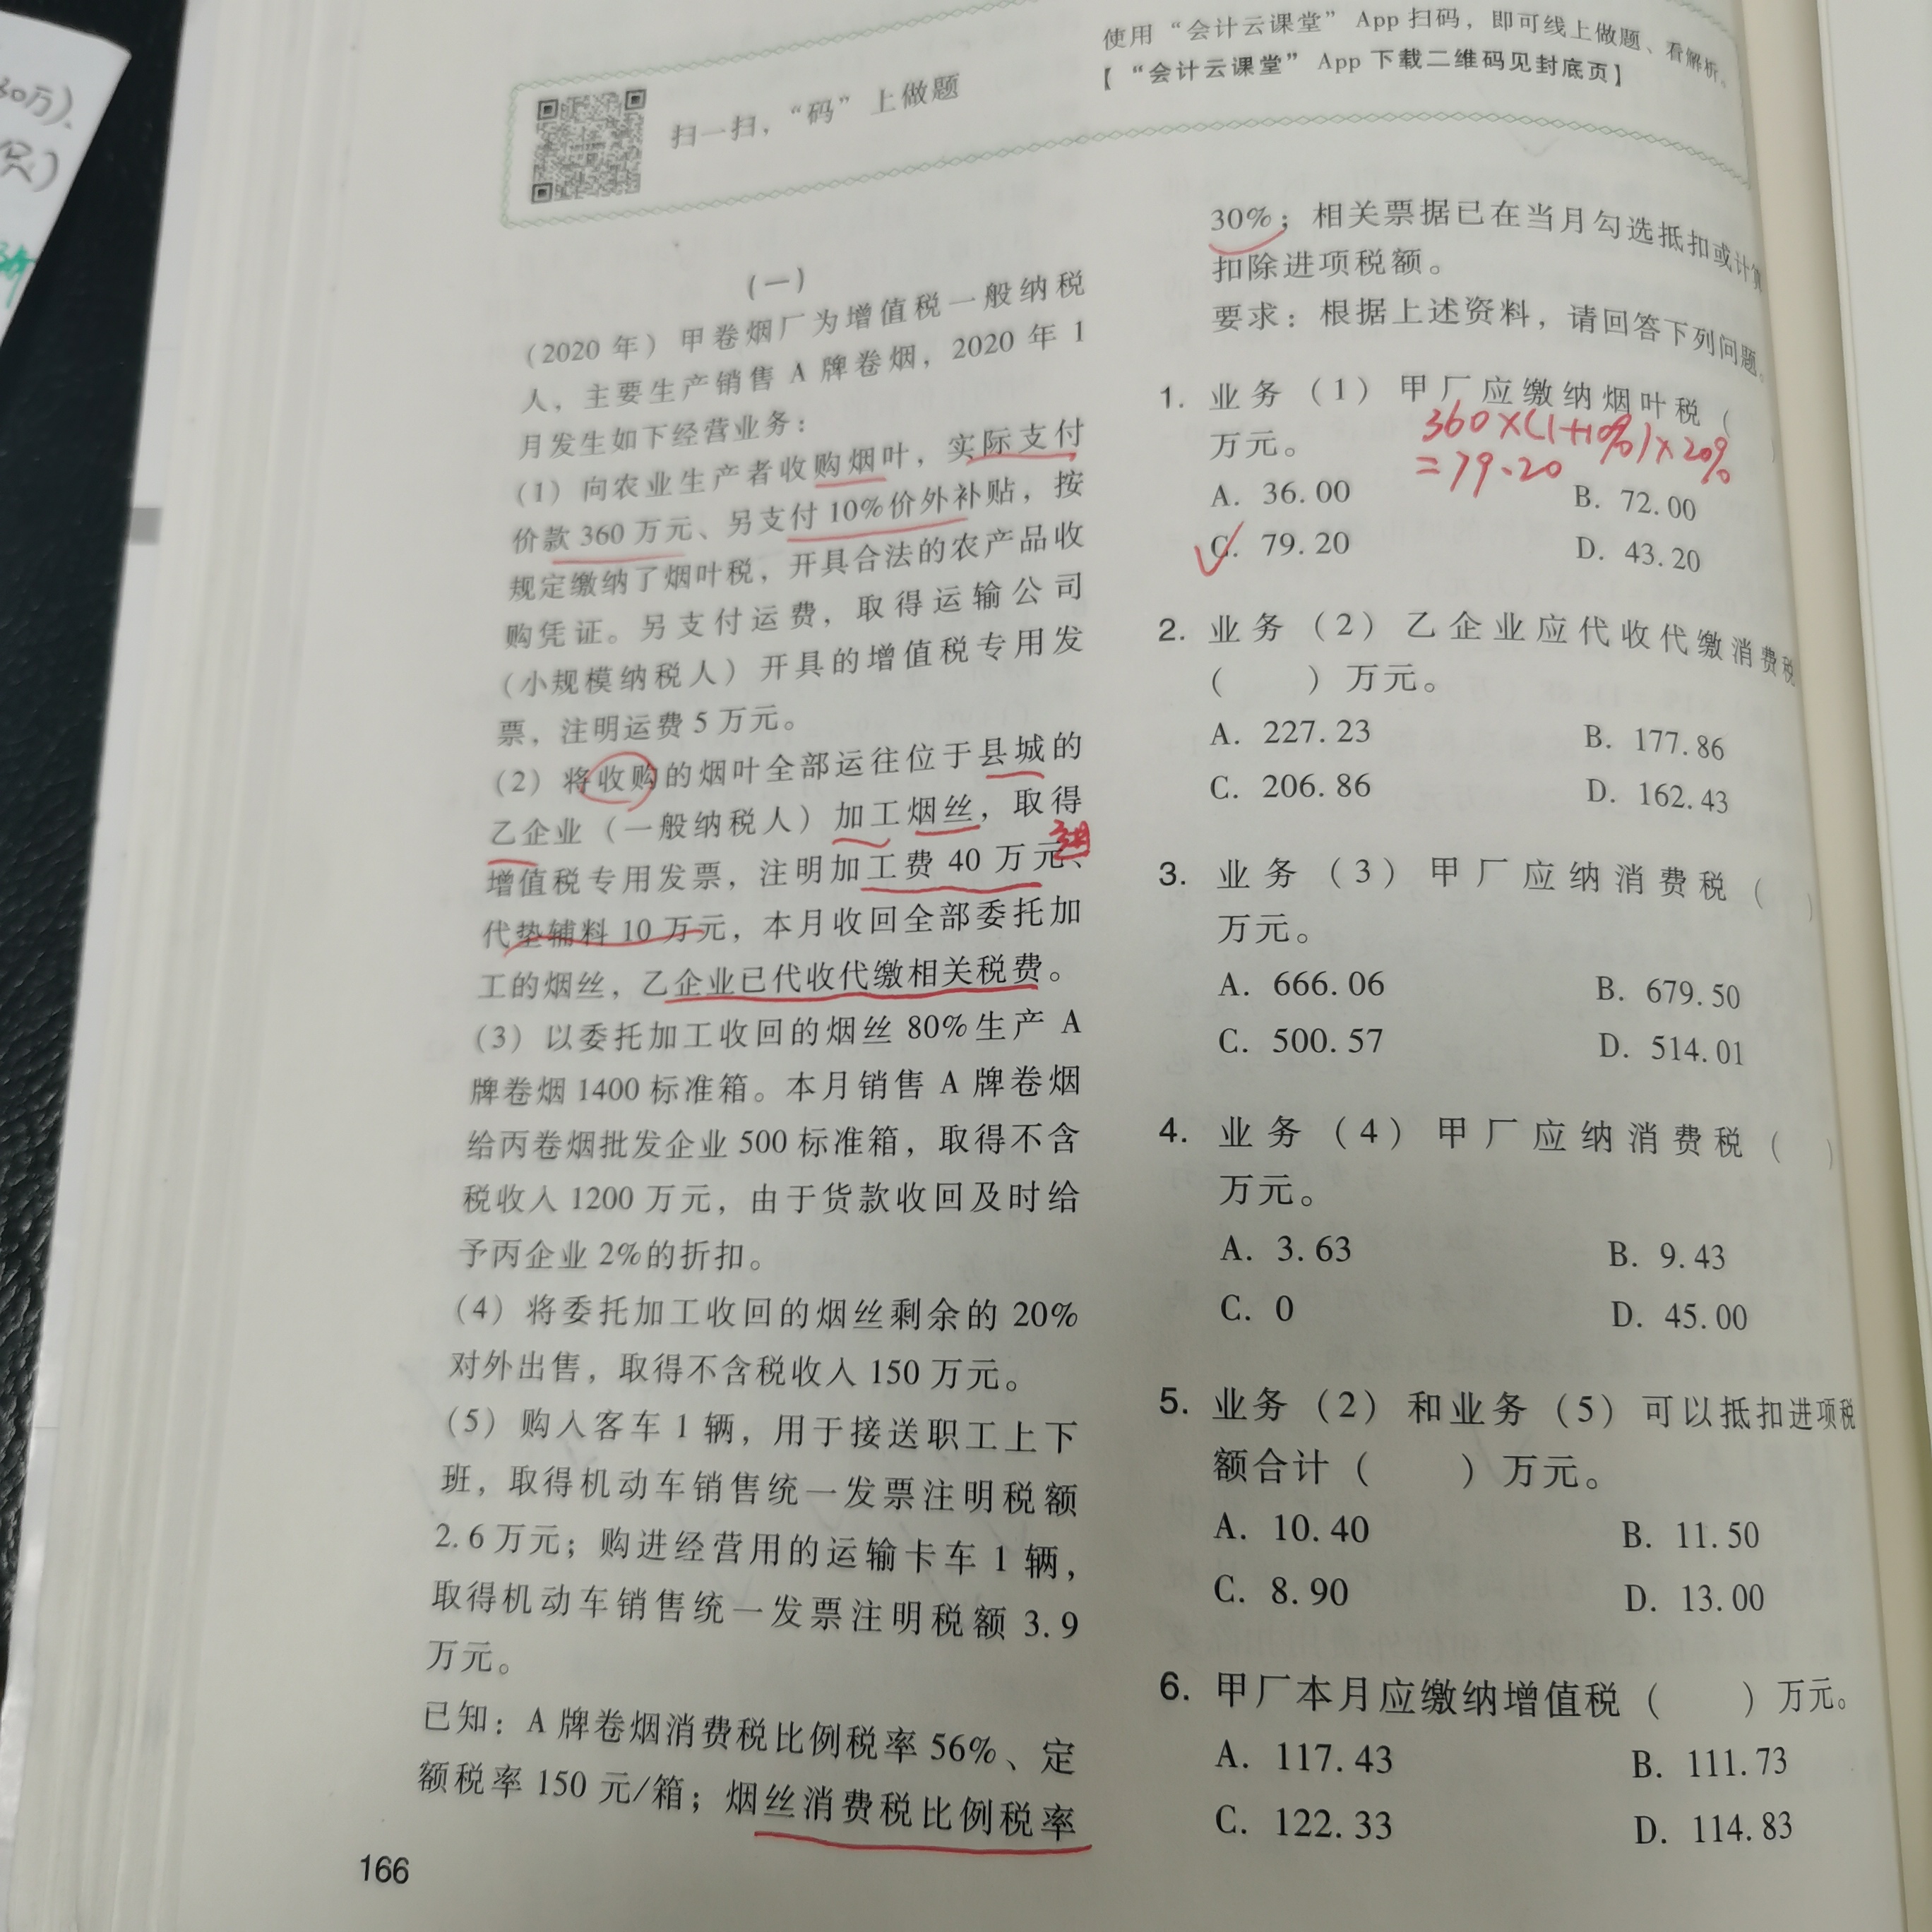 30万)、
使用“会计云课堂”App扫码，即可线上做题、看解析。
【“会计云课堂”App下载二维码见封底页】
扫一扫，“码”上做题
(一)
（2020年）甲卷烟厂为增值税一般纳税
人，主要生产销售A牌卷烟，2020年1
月发生如下经营业务：
(1) 向农业生产者收购烟叶，实际支付
价款360万元、另支付10%价外补贴，按
规定缴纳了烟叶税，开具合法的农产品收
购凭证。另支付运费，取得运输公司
（小规模纳税人）开具的增值税专用发
票，注明运费5万元。
(2) 将收购的烟叶全部运往位于县城的
乙企业（一般纳税人）加工烟丝，取得
增值税专用发票，注明加工费40万元、
代垫辅料10万元，本月收回全部委托加
工的烟丝，乙企业已代收代缴相关税费。
(3) 以委托加工收回的烟丝80%生产A
牌卷烟1400标准箱。本月销售A牌卷烟
给丙卷烟批发企业500标准箱，取得不含
税收入1200万元，由于货款收回及时给
予丙企业2%的折扣。
(4) 将委托加工收回的烟丝剩余的20%
对外出售，取得不含税收入150万元。
(5) 购入客车1辆，用于接送职工上下
班，取得机动车销售统一发票注明税额
2.6万元；购进经营用的运输卡车1辆，
取得机动车销售统一发票注明税额3.9
万元。
已知：A牌卷烟消费税比例税率56%、定
额税率150元/箱；烟丝消费税比例税率
166
30%；相关票据已在当月勾选抵扣或计算
扣除进项税额。
要求：根据上述资料，请回答下列问题。
1. 业务（1）甲厂应缴纳烟叶税（ ）
万元。
360×(1+10%)×20%
=79.20
A. 36.00 B. 72.00
C. 79.20 D. 43.20
2. 业务（2）乙企业应代收代缴消费税
（ ）万元。
A. 227.23 B. 177.86
C. 206.86 D. 162.43
3. 业务（3）甲厂应纳消费税（ ）
万元。
A. 666.06 B. 679.50
C. 500.57 D. 514.01
4. 业务（4）甲厂应纳消费税（ ）
万元。
A. 3.63 B. 9.43
C. 0 D. 45.00
5. 业务（2）和业务（5）可以抵扣进项税
额合计（ ）万元。
A. 10.40 B. 11.50
C. 8.90 D. 13.00
6. 甲厂本月应缴纳增值税（ ）万元。
A. 117.43 B. 111.73
C. 122.33 D. 114.83